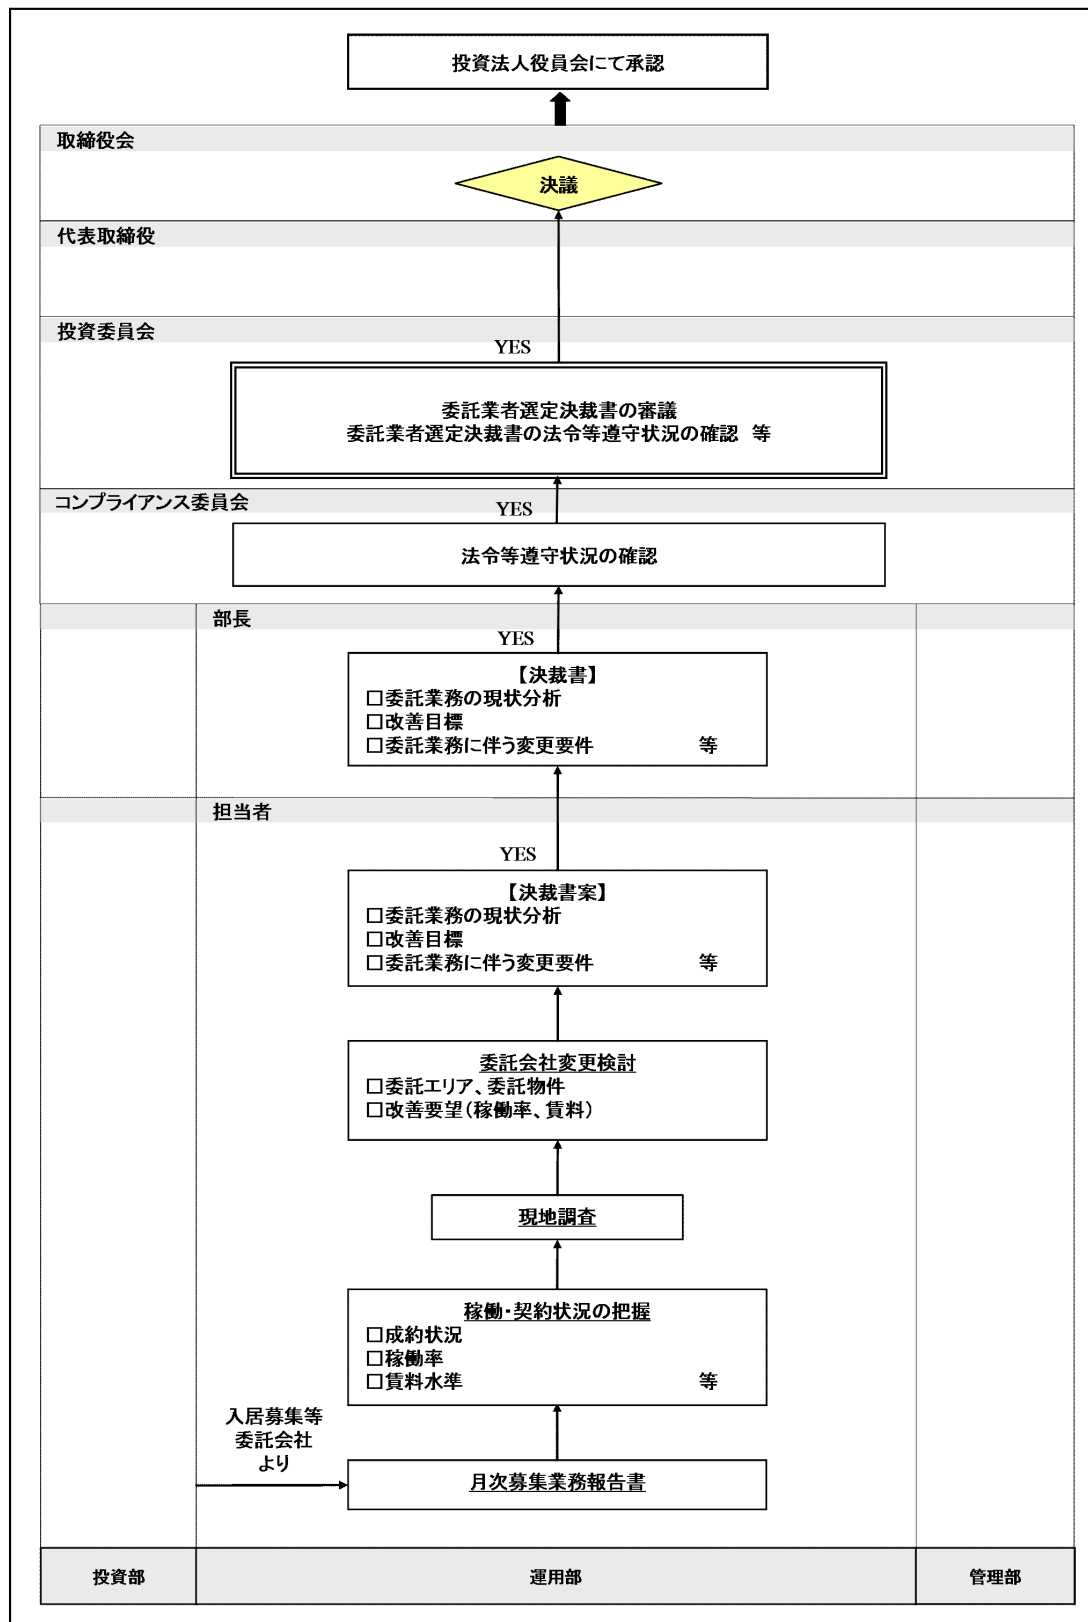 投資法人役員会にて承認
取締役会
決議
代表取締役
投資委員会
YES
委託業者選定決裁書の審議
委託業者選定決裁書の法令等遵守状況の確認 等
コンプライアンス委員会
YES
法令等遵守状況の確認
部長
YES
【決裁書】
□委託業務の現状分析
□改善目標
□委託業務に伴う変更要件 等
担当者
YES
【決裁書案】
□委託業務の現状分析
□改善目標
□委託業務に伴う変更要件 等
委託会社変更検討
□委託エリア、委託物件
□改善要望(稼働率、賃料)
現地調査
稼働・契約状況の把握
□成約状況
□稼働率
□賃料水準 等
入居募集等
委託会社
より
月次募集業務報告書
投資部 運用部 管理部